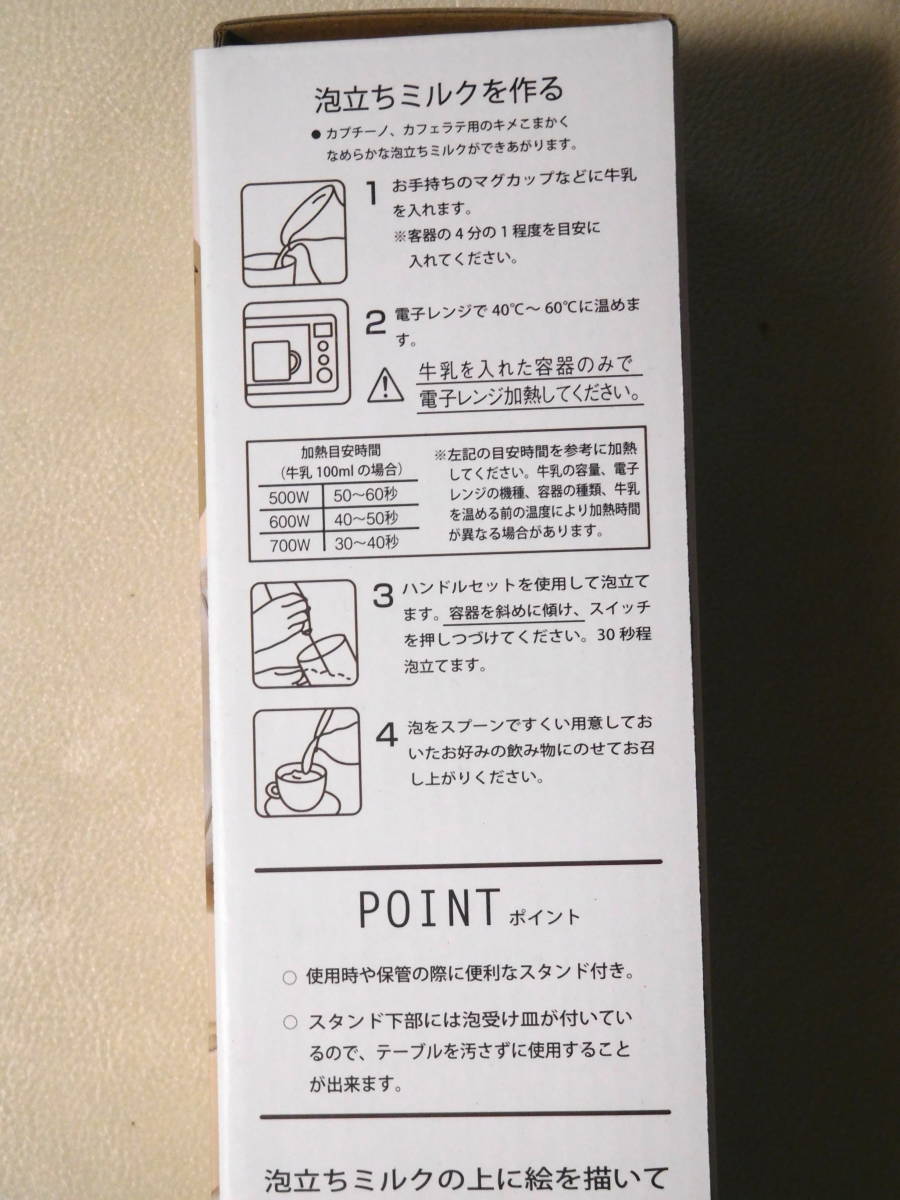 泡立ちミルクを作る
● カプチーノ、カフェラテ用のキメこまかく
なめらかな泡立ちミルクができあがります。
1 お手持ちのマグカップなどに牛乳
を入れます。
※客器の4分の1程度を目安に
入れてください。
2 電子レンジで 40℃～ 60℃に温めま
す。
牛乳を入れた容器のみで
電子レンジ加熱してください。
加熱目安時間
（牛乳 100ml の場合）
500W 50～60秒
600W 40～50秒
700W 30～40秒
※左記の目安時間を参考に加熱
してください。牛乳の容量、電子
レンジの機種、容器の種類、牛乳
を温める前の温度により加熱時間
が異なる場合があります。
3 ハンドルセットを使用して泡立て
ます。容器を斜めに傾け、スイッチ
を押しつづけてください。30 秒程
泡立てます。
4 泡をスプーンですくい用意してお
いたお好みの飲み物にのせてお召
し上がりください。
POINT ポイント
○ 使用時や保管の際に便利なスタンド付き。
○ スタンド下部には泡受け皿が付いてい
るので、テーブルを汚さずに使用すること
が出来ます。
泡立ちミルクの上に絵を描いて